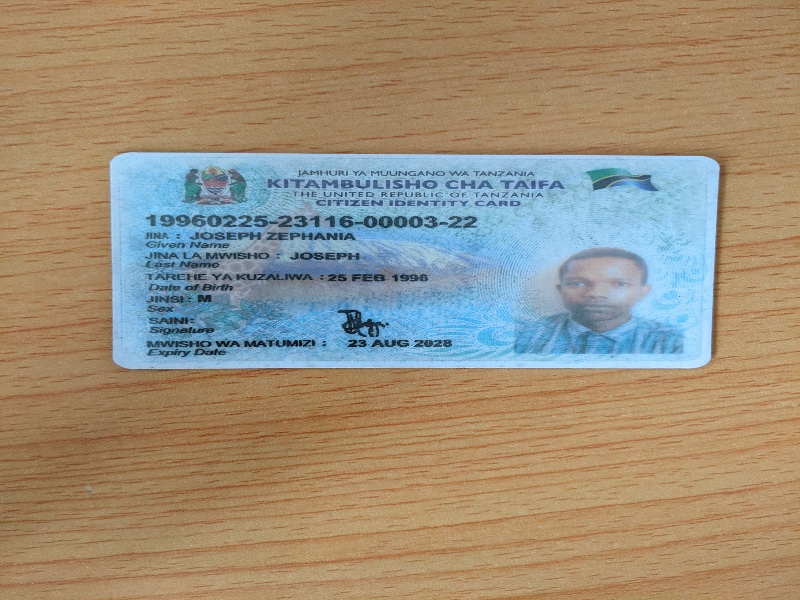 JAMHURI YA MUUNGANO WA TANZANIA
KITAMBULISHO CHA TAIFA
THE UNITED REPUBLIC OF TANZANIA
CITIZEN IDENTITY CARD
19960225-23116-00003-22
JINA : JOSEPH ZEPHANIA
Given Name
JINA LA MWISHO : JOSEPH
Last Name
TAREHE YA KUZALIWA : 25 FEB 1996
Date of Birth
JINSI : M
Sex
SAINI :
Signature
MWISHO WA MATUMIZI : 23 AUG 2028
Expiry Date